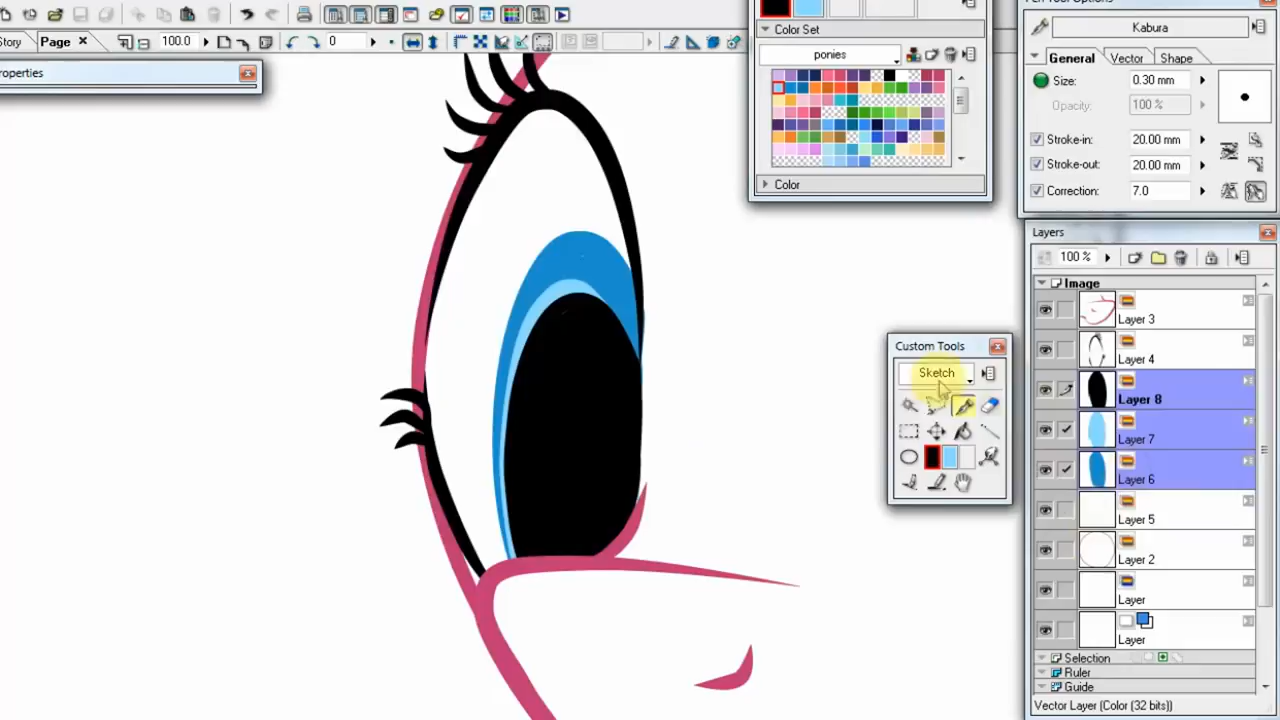 Story
Page
100.0
0
roperties
Color Set
ponies
Color
Pen Tool Options
Kabura
General
Vector
Shape
Size:
0.30 mm
Opacity:
100 %
Stroke-in:
20.00 mm
Stroke-out:
20.00 mm
Correction:
7.0
Layers
100 %
Image
Layer 3
Layer 4
Layer 8
Layer 7
Layer 6
Layer 5
Layer 2
Layer
Layer
Selection
Ruler
Guide
Vector Layer (Color (32 bits))
Custom Tools
Sketch